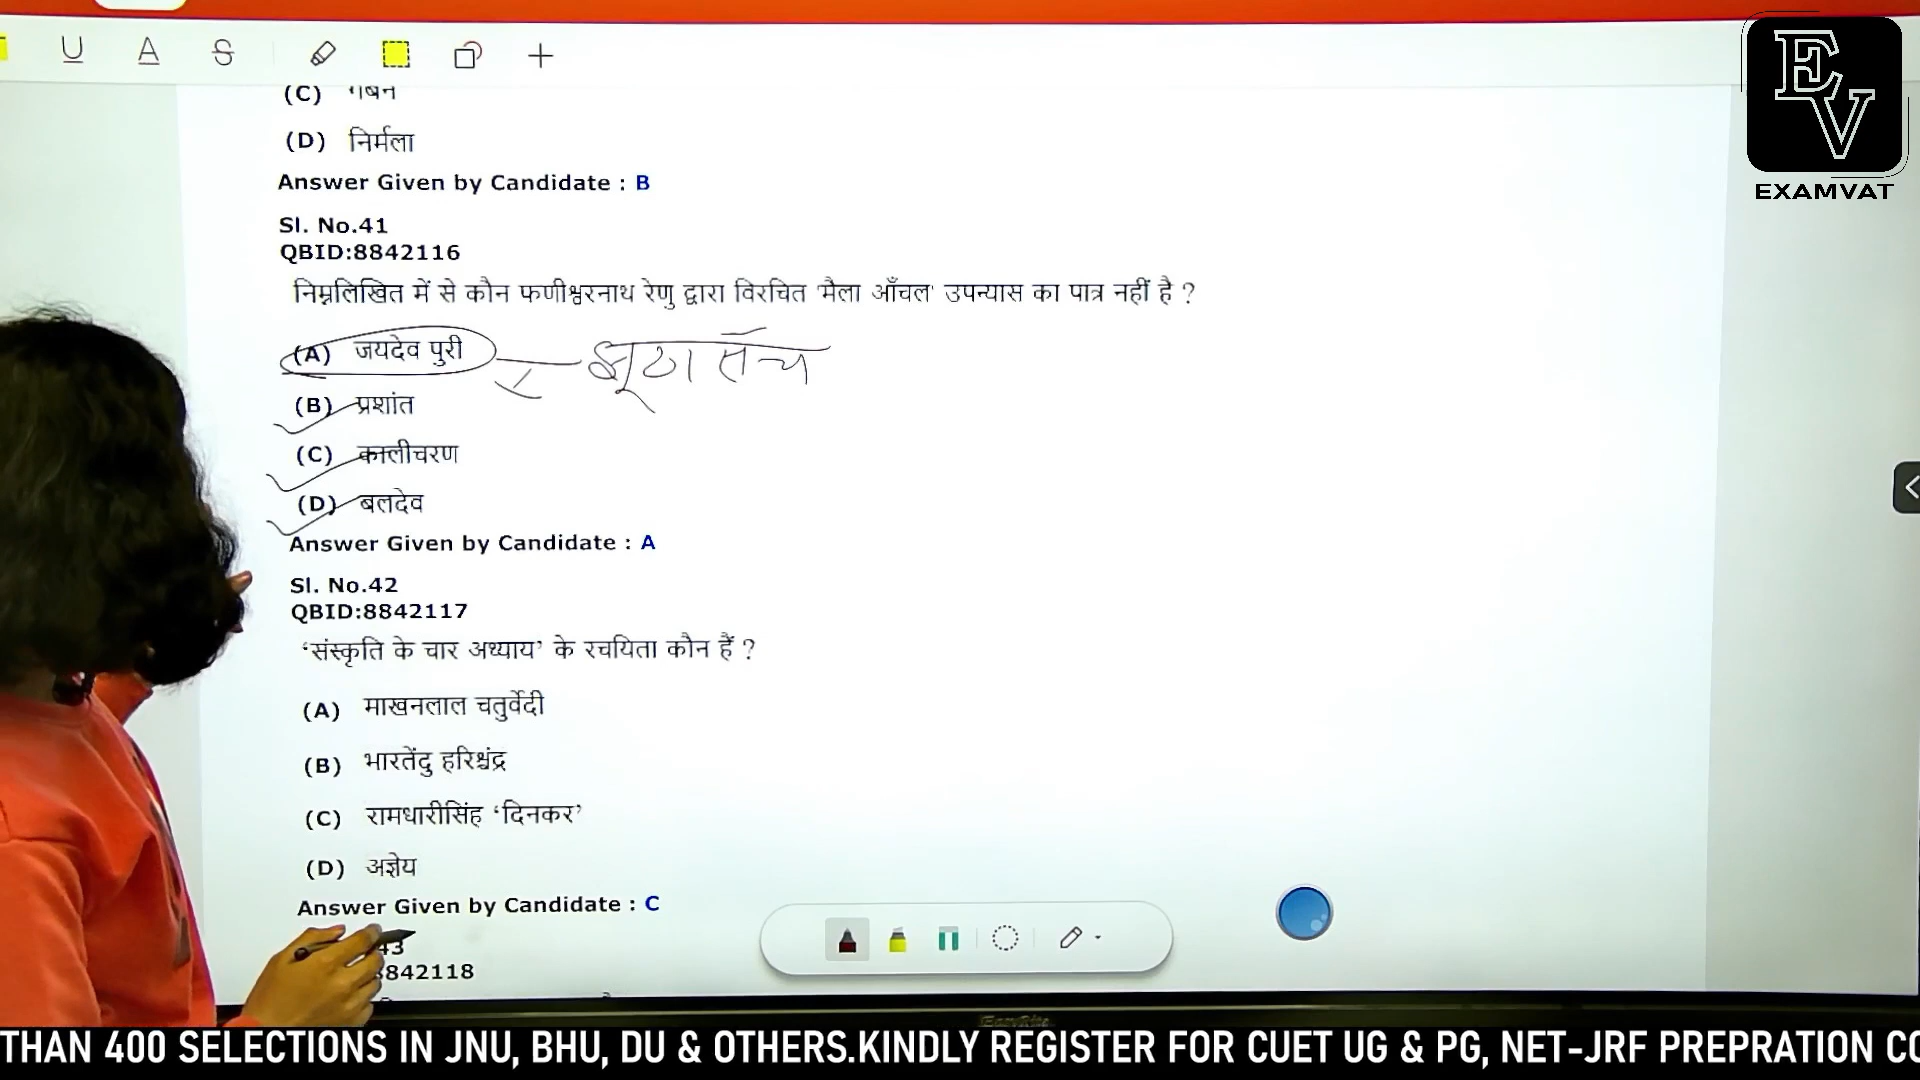 U A S
EV
EXAMVAT
(C) गबन
(D) निर्मला
Answer Given by Candidate : B
Sl. No.41
QBID:8842116
निम्नलिखित में से कौन फणीश्वरनाथ रेणु द्वारा विरचित 'मैला आँचल' उपन्यास का पात्र नहीं है ?
(A) जयदेव पुरी झूठा सच
(B) प्रशांत
(C) कालीचरण
(D) बलदेव
Answer Given by Candidate : A
Sl. No.42
QBID:8842117
‘संस्कृति के चार अध्याय’ के रचयिता कौन हैं ?
(A) माखनलाल चतुर्वेदी
(B) भारतेंदु हरिश्चंद्र
(C) रामधारीसिंह ‘दिनकर’
(D) अज्ञेय
Answer Given by Candidate : C
43
8842118
THAN 400 SELECTIONS IN JNU, BHU, DU & OTHERS.KINDLY REGISTER FOR CUET UG & PG, NET-JRF PREPRATION CO